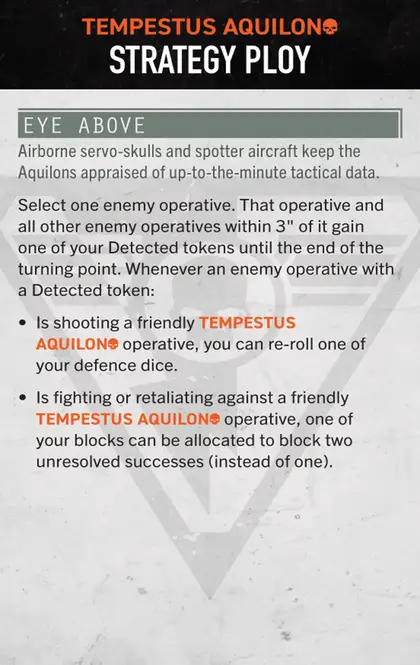 TEMPESTUS AQUILON
STRATEGY PLOY
EYE ABOVE
Airborne servo-skulls and spotter aircraft keep the
Aquilons appraised of up-to-the-minute tactical data.
Select one enemy operative. That operative and
all other enemy operatives within 3" of it gain
one of your Detected tokens until the end of the
turning point. Whenever an enemy operative with
a Detected token:
• Is shooting a friendly TEMPESTUS
AQUILON operative, you can re-roll one of
your defence dice.
• Is fighting or retaliating against a friendly
TEMPESTUS AQUILON operative, one of
your blocks can be allocated to block two
unresolved successes (instead of one).